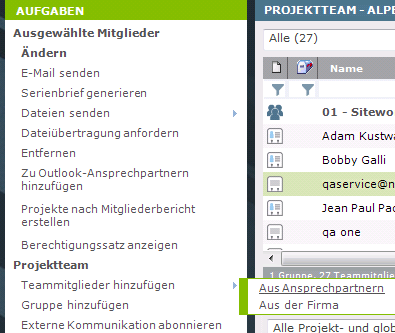 AUFGABEN
Ausgewählte Mitglieder
Ändern
E-Mail senden
Serienbrief generieren
Dateien senden
Dateiübertragung anfordern
Entfernen
Zu Outlook-Ansprechpartnern
hinzufügen
Projekte nach Mitgliederbericht
erstellen
Berechtigungssatz anzeigen
Projektteam
Teammitglieder hinzufügen
Gruppe hinzufügen
Externe Kommunikation abonnieren
Aus Ansprechpartnern
Aus der Firma
PROJEKTTEAM - ALPE
Alle (27)
Name
01 - Sitewo
Adam Kustwa
Bobby Galli
qaservice@n
Jean Paul Pac
qa one
1 Gruppe, 27 Teammitglie
Alle Projekt- und glob